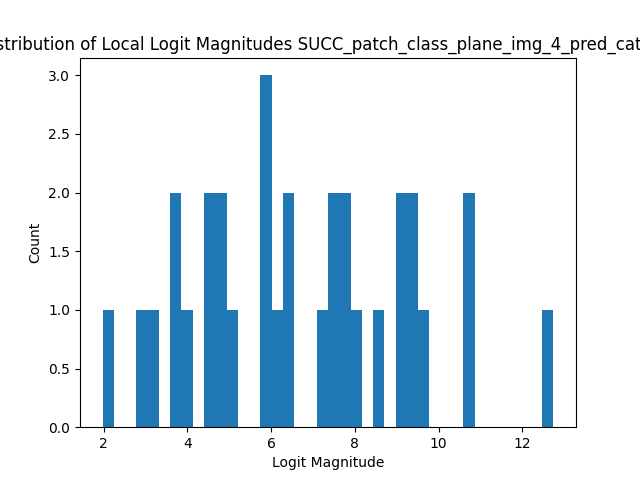 stribution of Local Logit Magnitudes SUCC_patch_class_plane_img_4_pred_cat
3.0
2.5
2.0
1.5
1.0
0.5
0.0
Count
2 4 6 8 10 12
Logit Magnitude